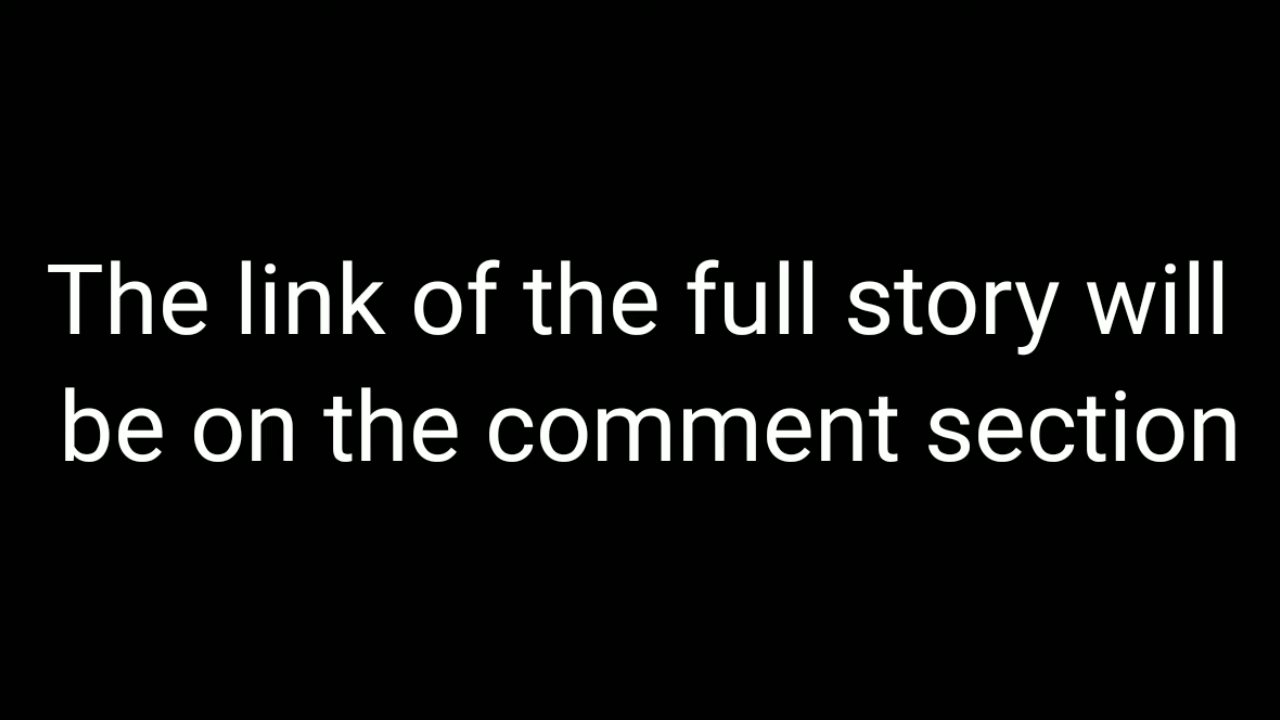 The link of the full story will
be on the comment section